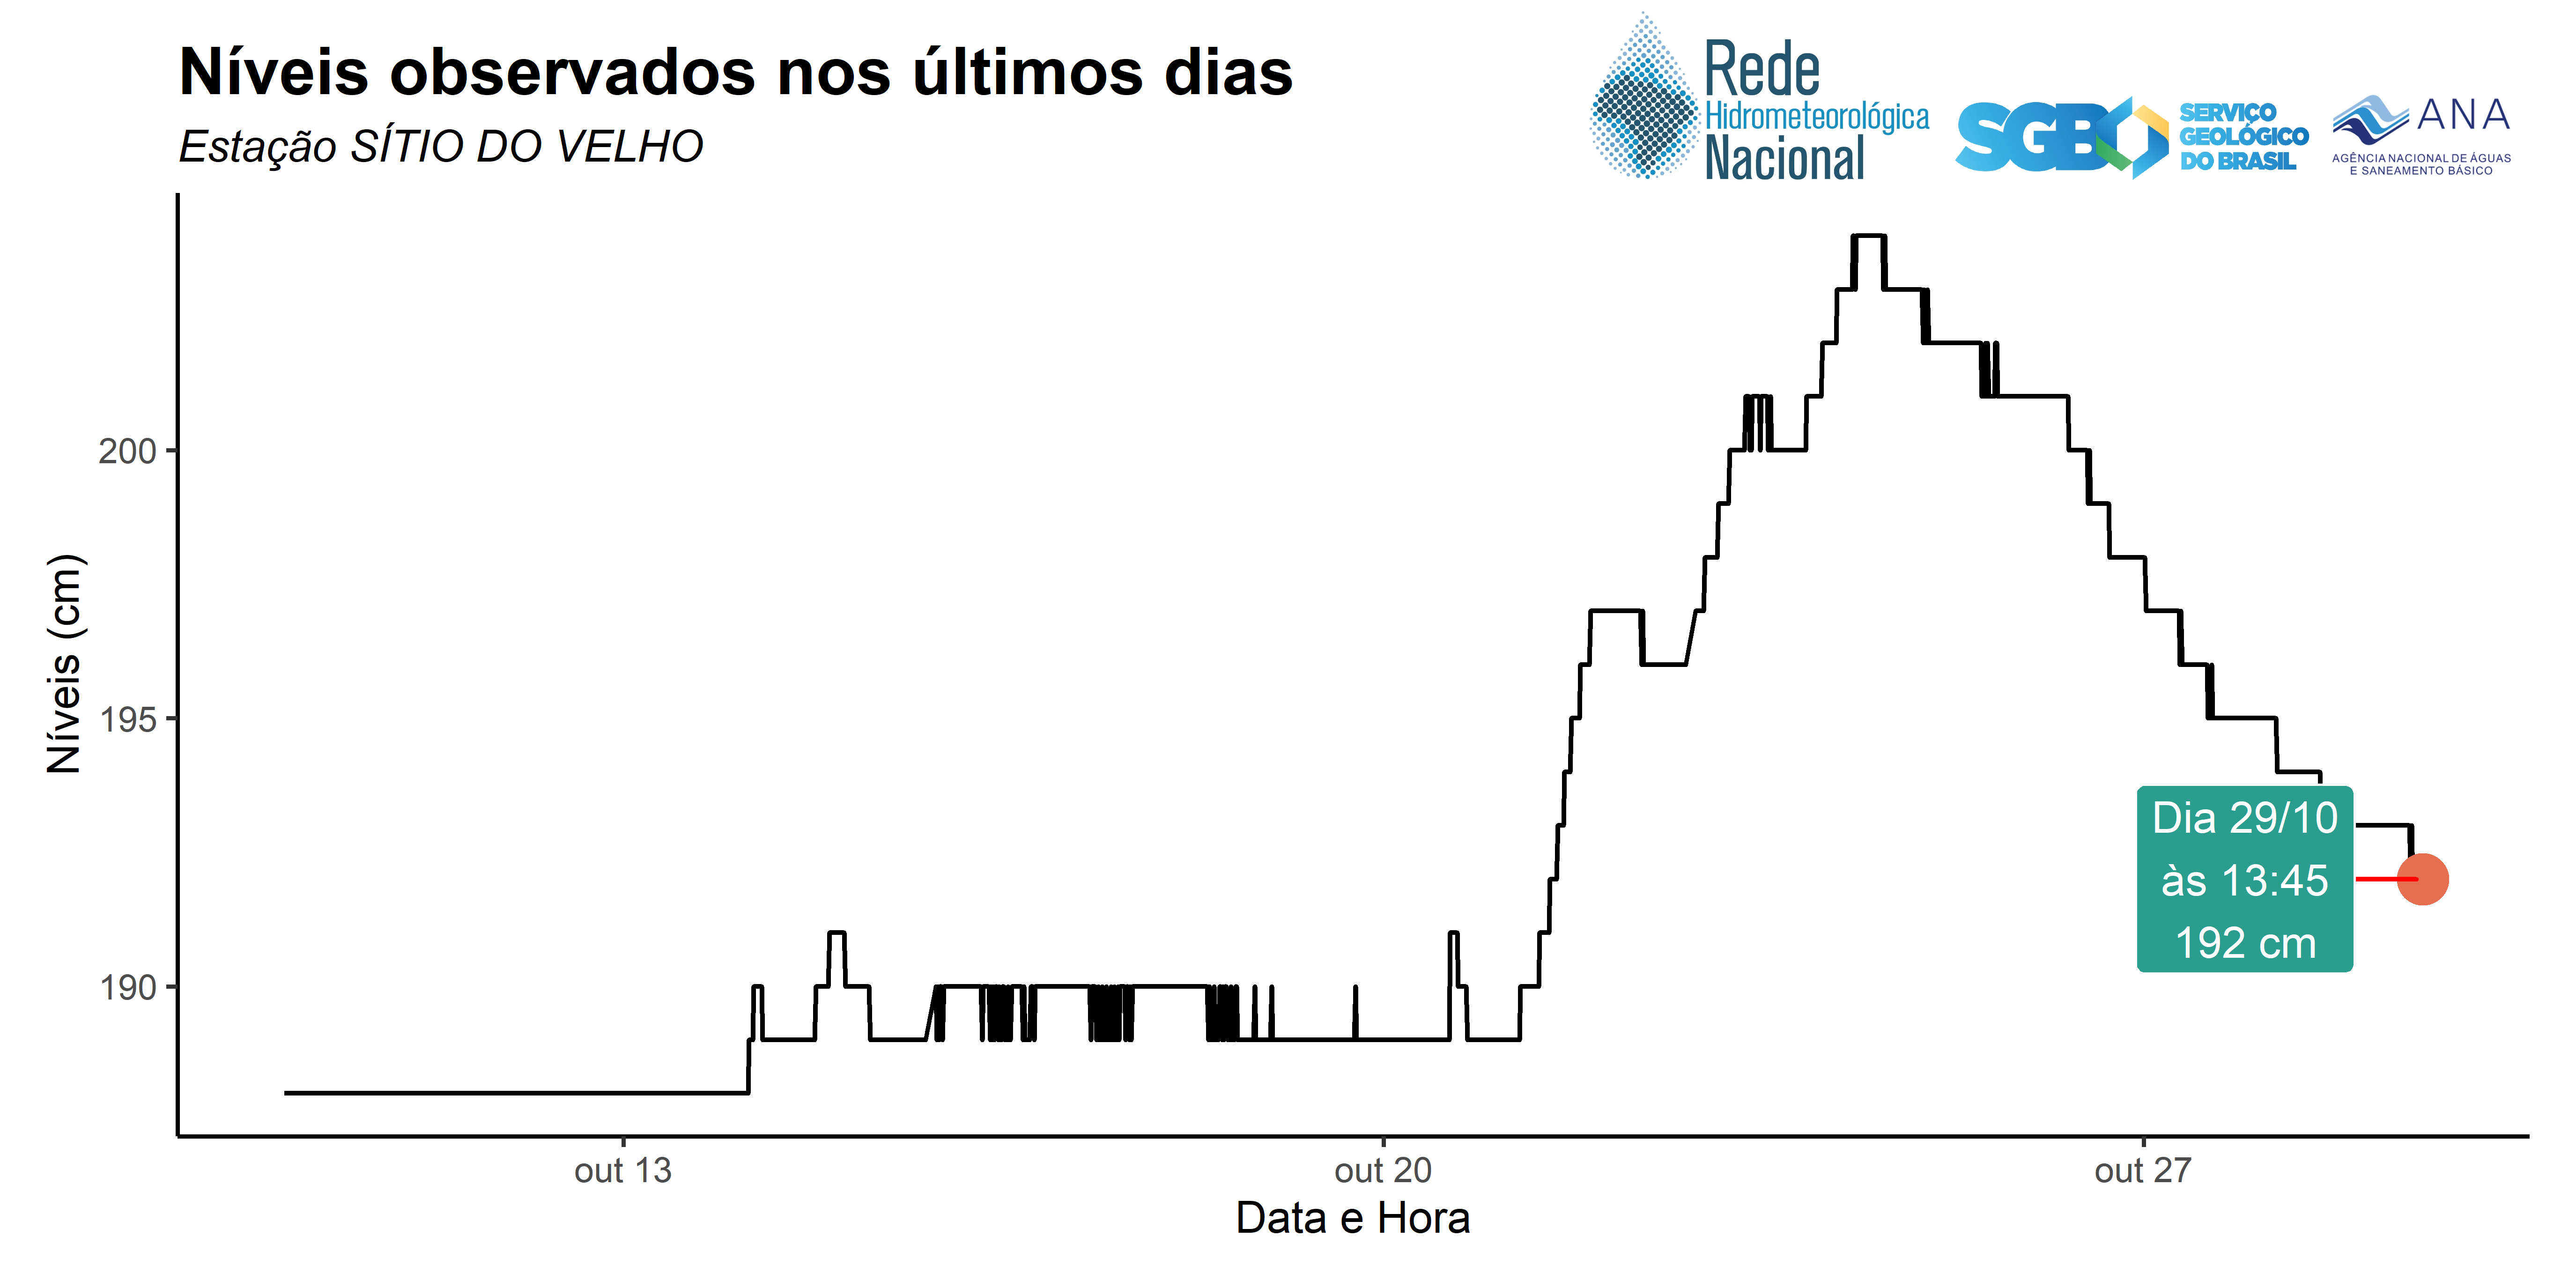 Níveis observados nos últimos dias
Estação SÍTIO DO VELHO
Rede
Hidrometeorológica
Nacional
SGB
SERVIÇO
GEOLÓGICO
DO BRASIL
ANA
AGÊNCIA NACIONAL DE ÁGUAS
E SANEAMENTO BÁSICO
Níveis (cm)
200
195
190
Dia 29/10
às 13:45
192 cm
out 13
out 20
out 27
Data e Hora